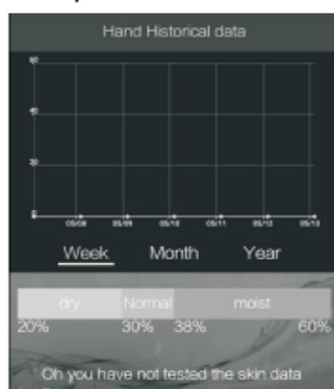 Hand Historical data
60
40
20
0
05/08 05/09 05/10 05/11 05/12 05/13
Week Month Year
dry Normal moist
20% 30% 38% 60%
Oh you have not tested the skin data